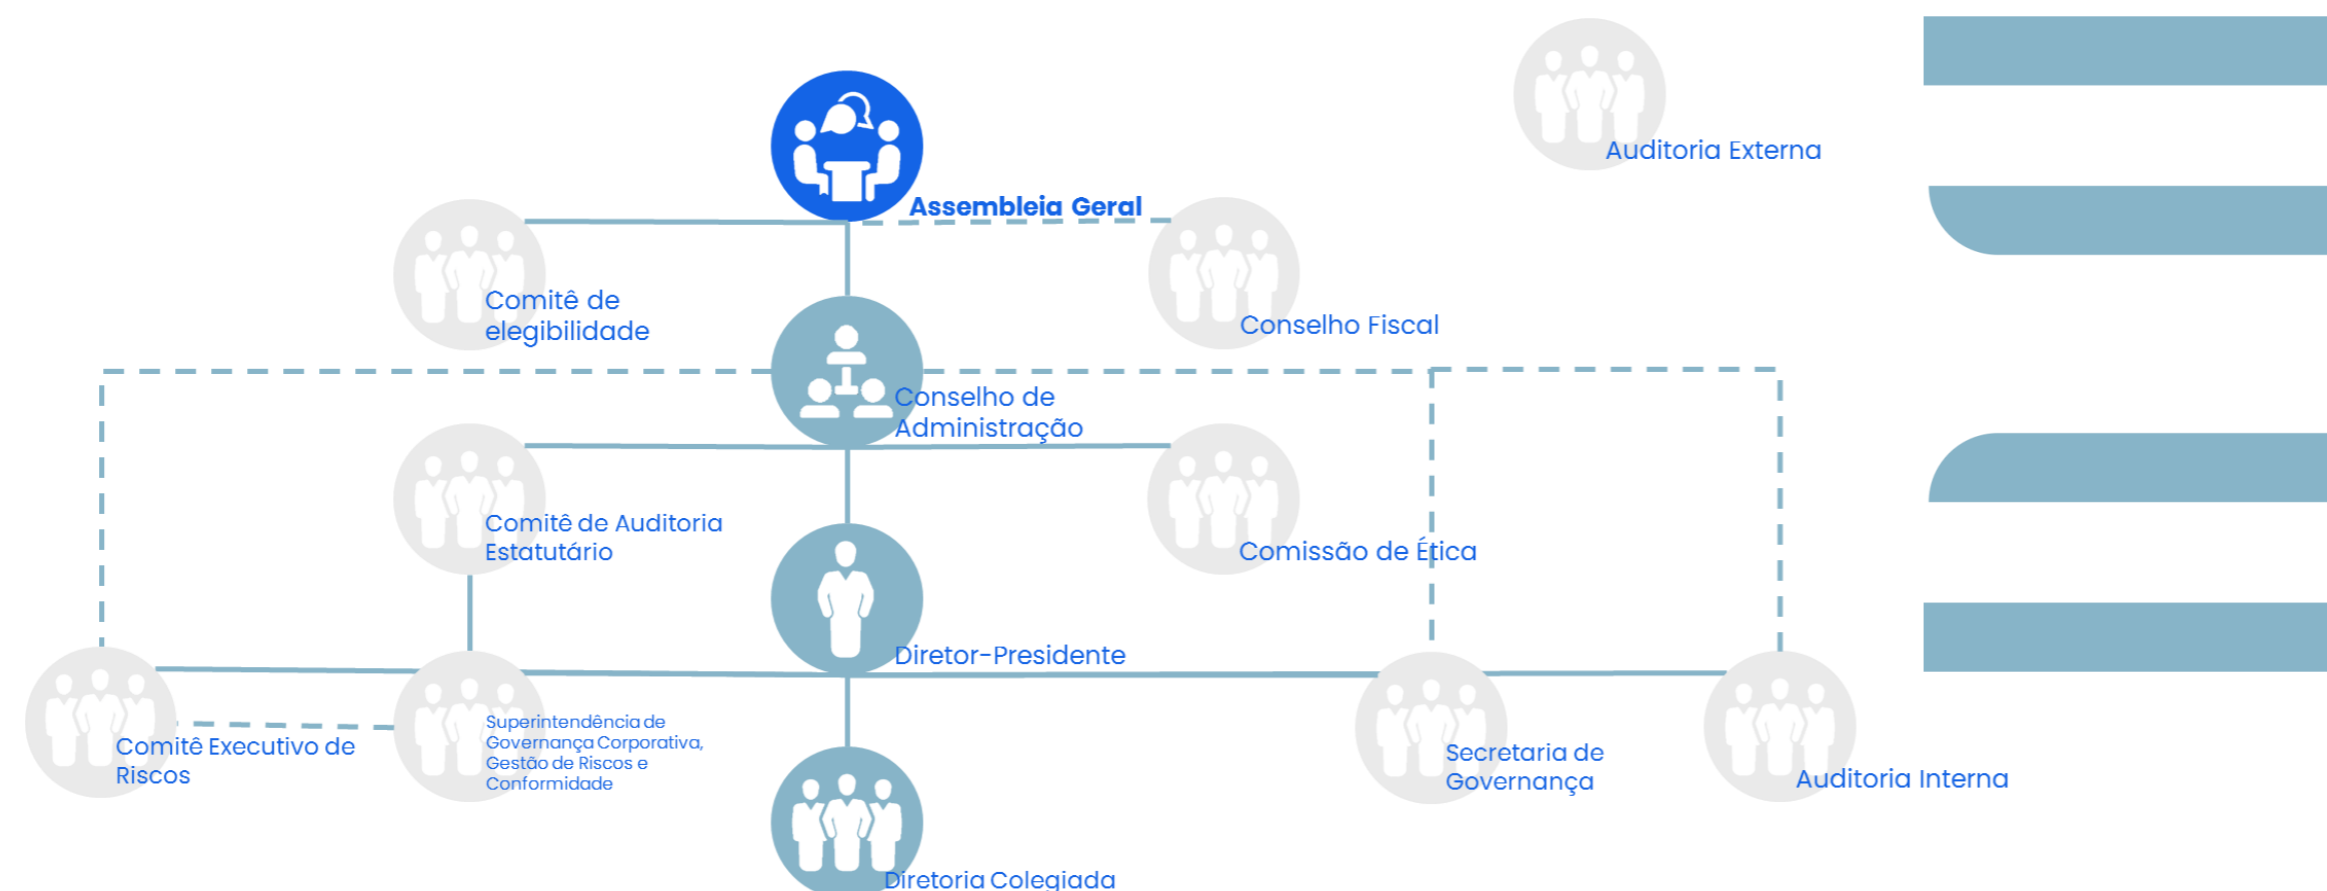 Auditoria Externa
Assembleia Geral
Comitê de
elegibilidade
Conselho Fiscal
Conselho de
Administração
Comitê de Auditoria
Estatutário
Comissão de Ética
Diretor-Presidente
Comitê Executivo de
Riscos
Superintendência de
Governança Corporativa,
Gestão de Riscos e
Conformidade
Secretaria de
Governança
Auditoria Interna
Diretoria Colegiada